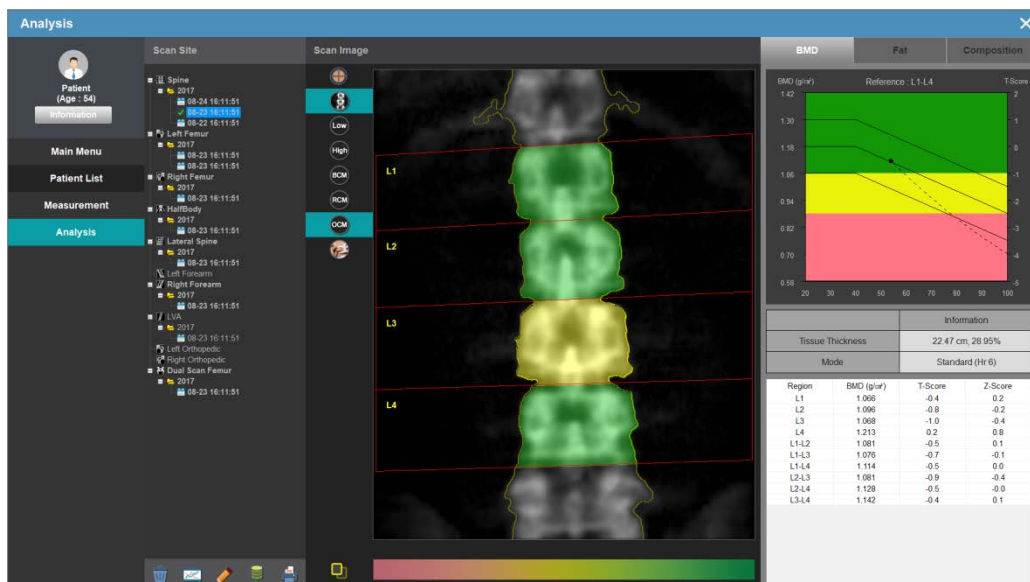 Analysis
Patient
(Age : 54)
Information
Main Menu
Patient List
Measurement
Analysis
Scan Site
Spine
2017
08-24 16:11:51
08-23 16:11:51
08-22 16:11:51
Left Femur
2017
08-23 16:11:51
08-23 16:11:51
Right Femur
2017
08-23 16:11:51
HalfBody
2017
08-23 16:11:51
Lateral Spine
2017
08-23 16:11:51
Left Forearm
Right Forearm
2017
08-23 16:11:51
LVA
2017
08-23 16:11:51
Left Orthopedic
Right Orthopedic
Dual Scan Femur
2017
08-23 16:11:51
Scan Image
Low
High
BCM
RCM
OCM
L1
L2
L3
L4
BMD Fat Composition
BMD (g/㎠) Reference : L1-L4 T-Score
1.42 2
1.30 1
1.18 0
1.66 -1
0.94 -2
0.82 -3
0.70 -4
0.58 -5
20 30 40 50 60 70 80 90 100
Information
Tissue Thickness 22.47 cm, 28.95%
Mode Standard (Hr 6)
Region BMD (g/㎠) T-Score Z-Score
L1 1.066 -0.4 0.2
L2 1.096 -0.8 -0.2
L3 1.068 -1.0 -0.4
L4 1.213 0.2 0.8
L1-L2 1.081 -0.5 0.1
L1-L3 1.076 -0.7 -0.1
L1-L4 1.114 -0.5 0.0
L2-L3 1.081 -0.9 -0.4
L2-L4 1.128 -0.5 -0.0
L3-L4 1.142 -0.4 0.1